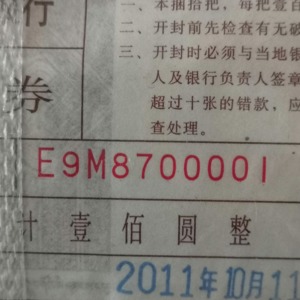 行
一、本捆拾把，每把壹百
二、开封前先检查有无破
三、开封时必须与当地银
人及银行负责人签章
超过十张的错款，应
查处理。
券
E9M8700001
计壹佰圆整
2011年10月11